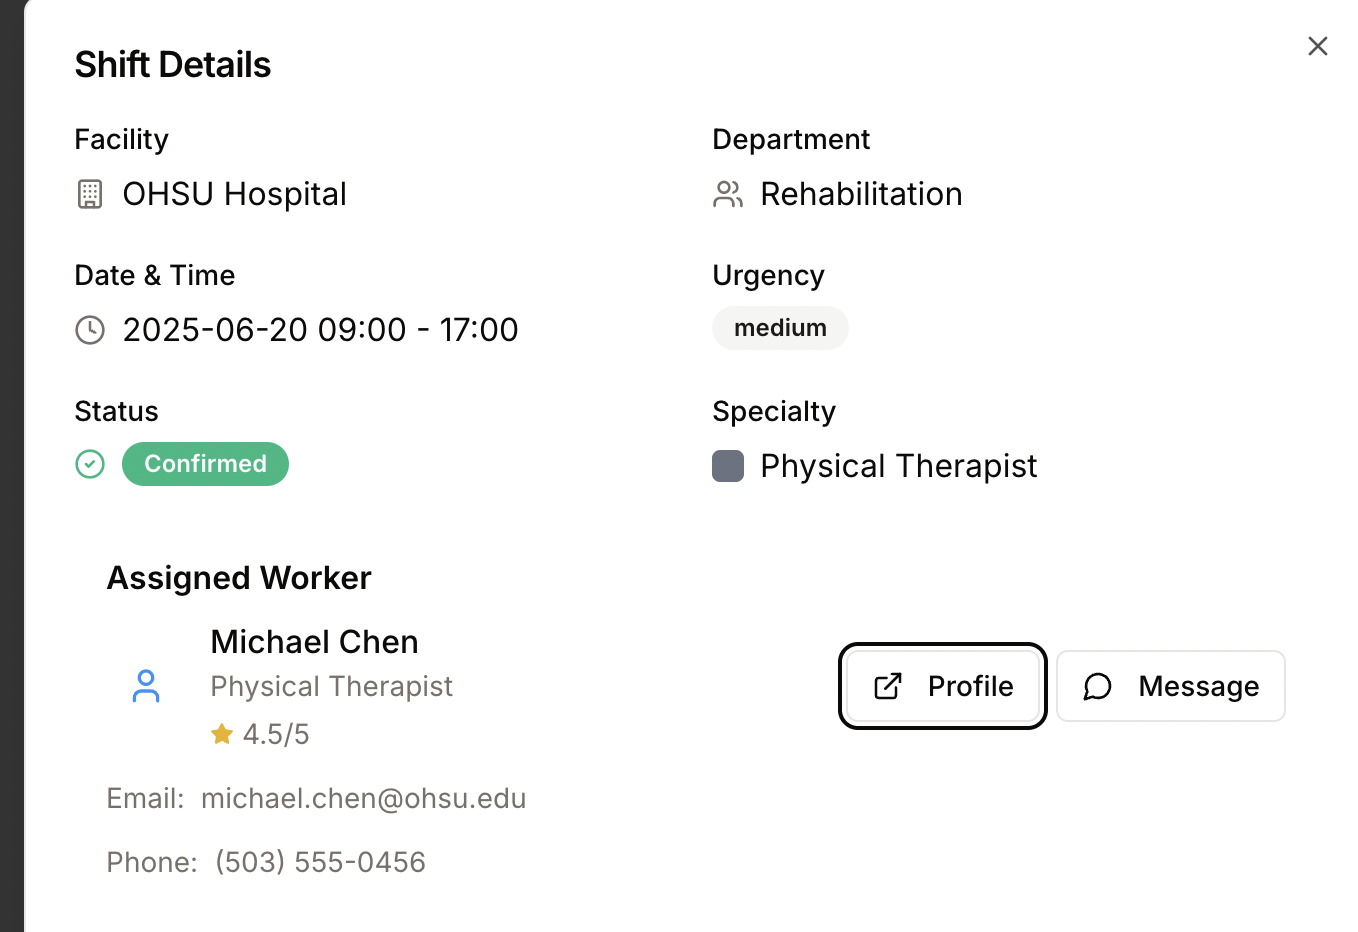 Shift Details
Facility
OHSU Hospital
Department
Rehabilitation
Date & Time
2025-06-20 09:00 - 17:00
Urgency
medium
Status
Confirmed
Specialty
Physical Therapist
Assigned Worker
Michael Chen
Physical Therapist
4.5/5
Profile
Message
Email: michael.chen@ohsu.edu
Phone: (503) 555-0456